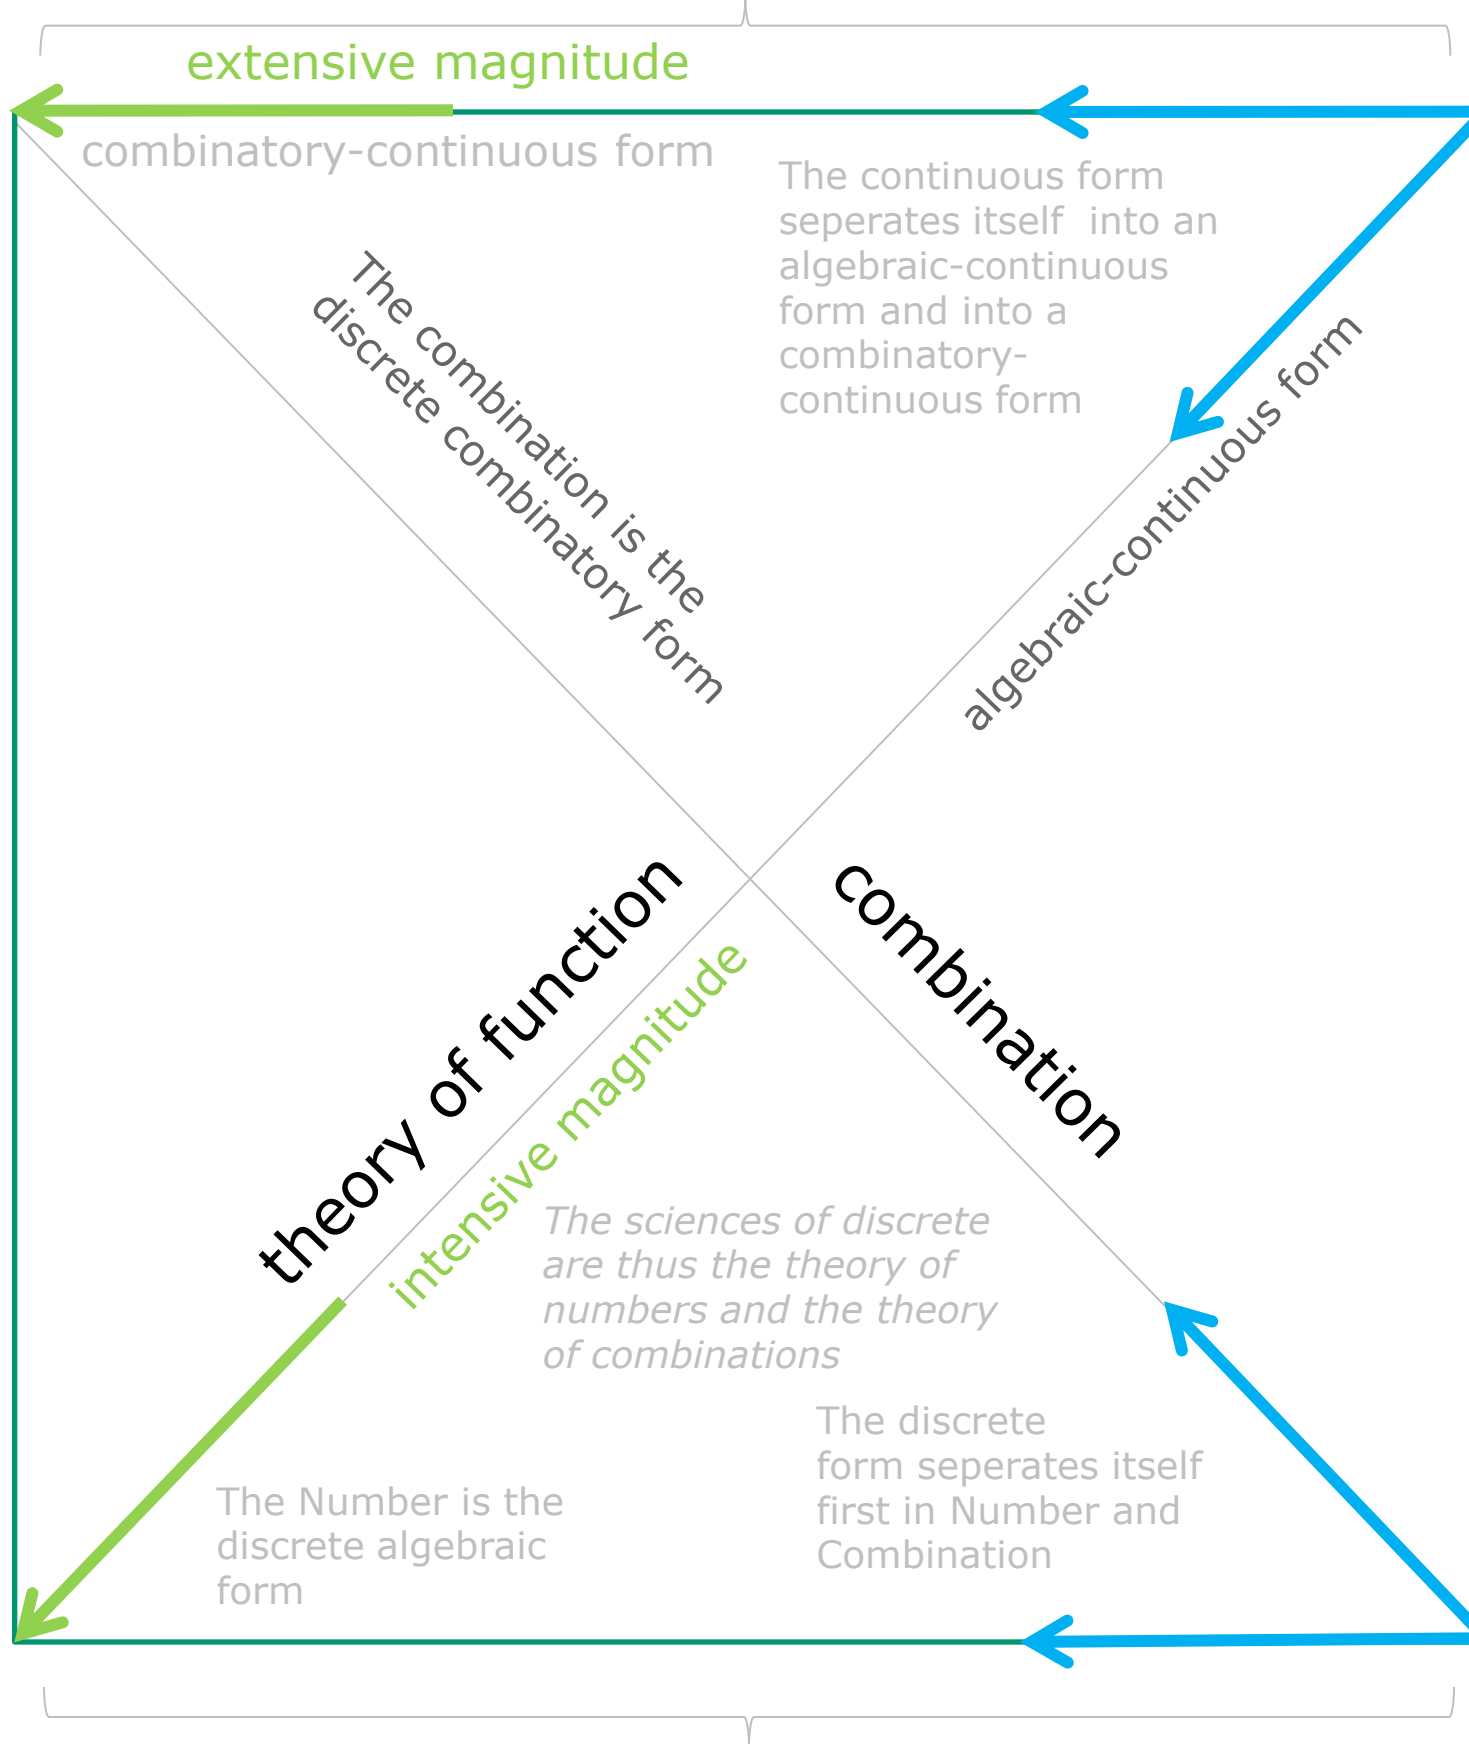 extensive magnitude
combinatory-continuous form
The continuous form
seperates itself  into an
algebraic-continuous
form and into a
combinatory-
continuous form
The combination is the
discrete combinatory form
algebraic-continuous form
theory of function
combination
intensive magnitude
The sciences of discrete
are thus the theory of
numbers and the theory
of combinations
The discrete
form seperates itself
first in Number and
Combination
The Number is the
discrete algebraic
form